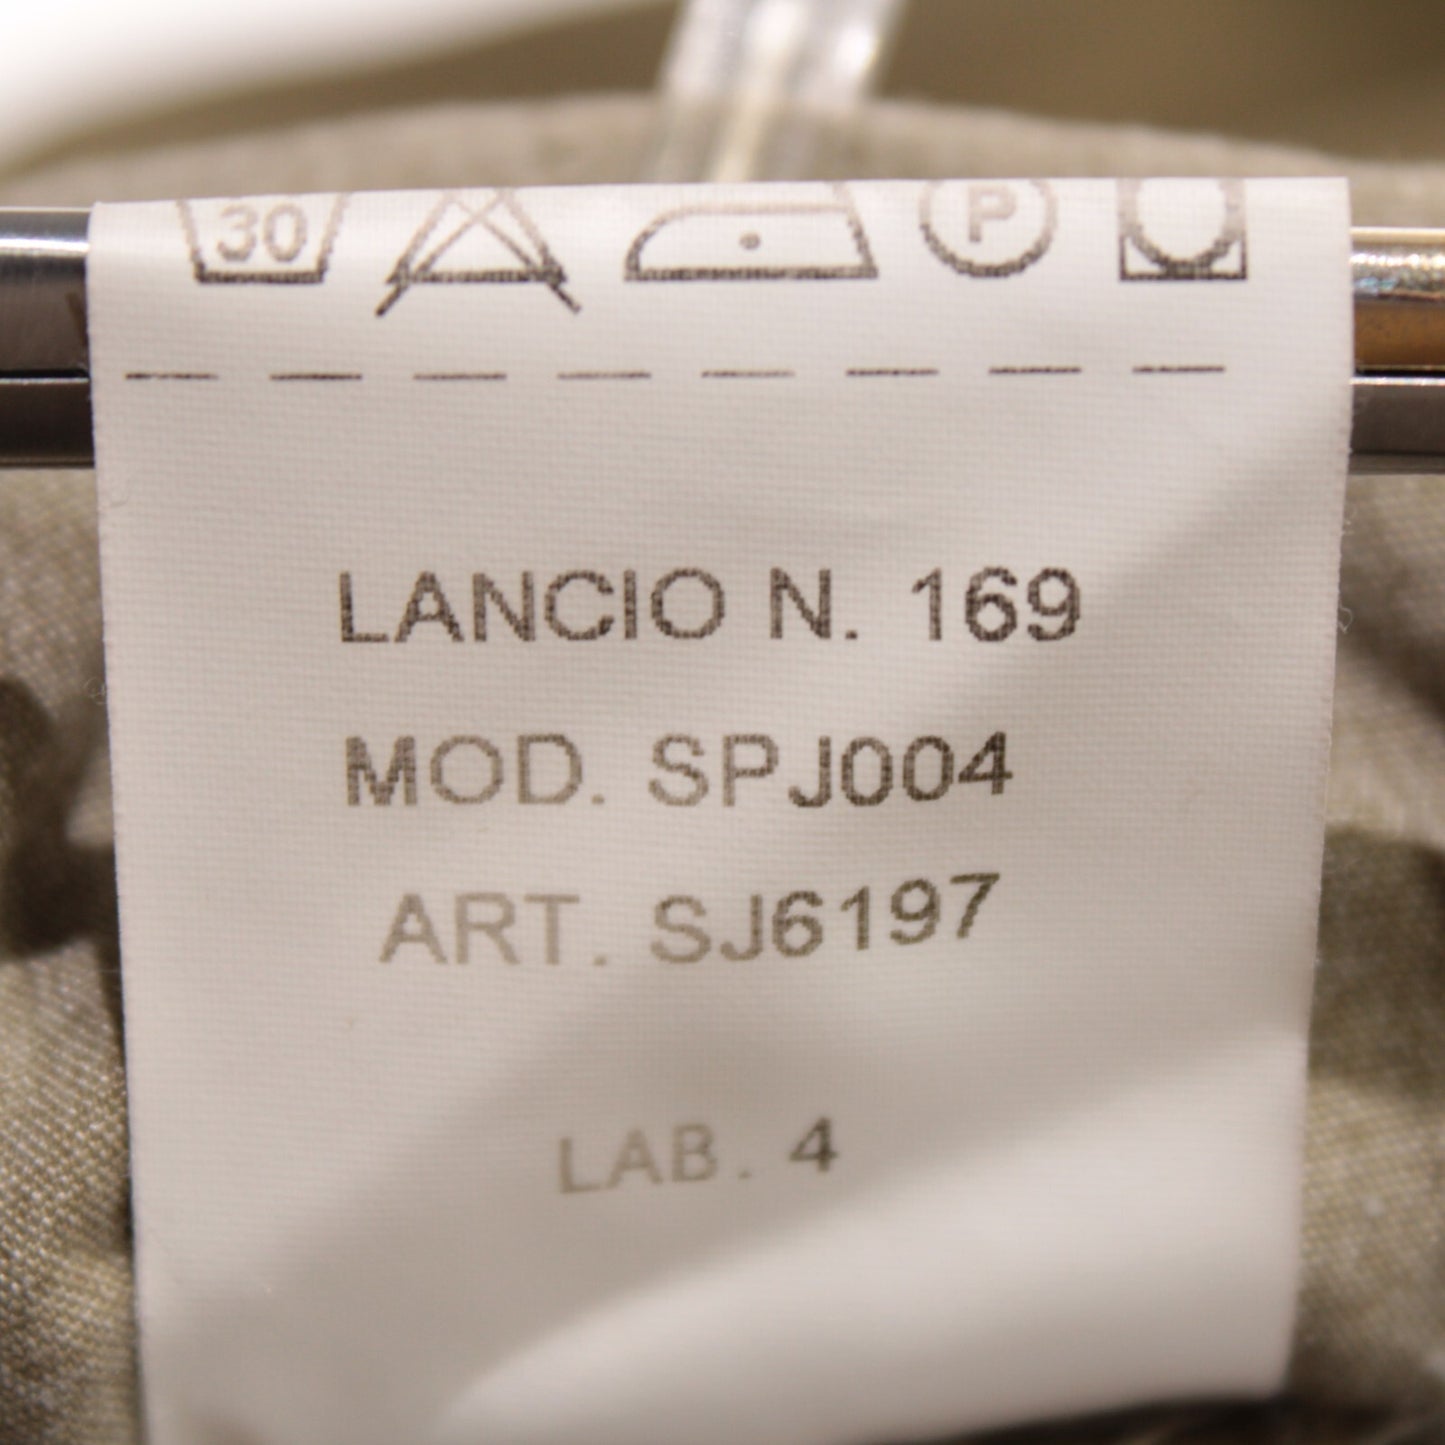 30 P
LANCIO N. 169
MOD. SPJ004
ART. SJ6197
LAB. 4